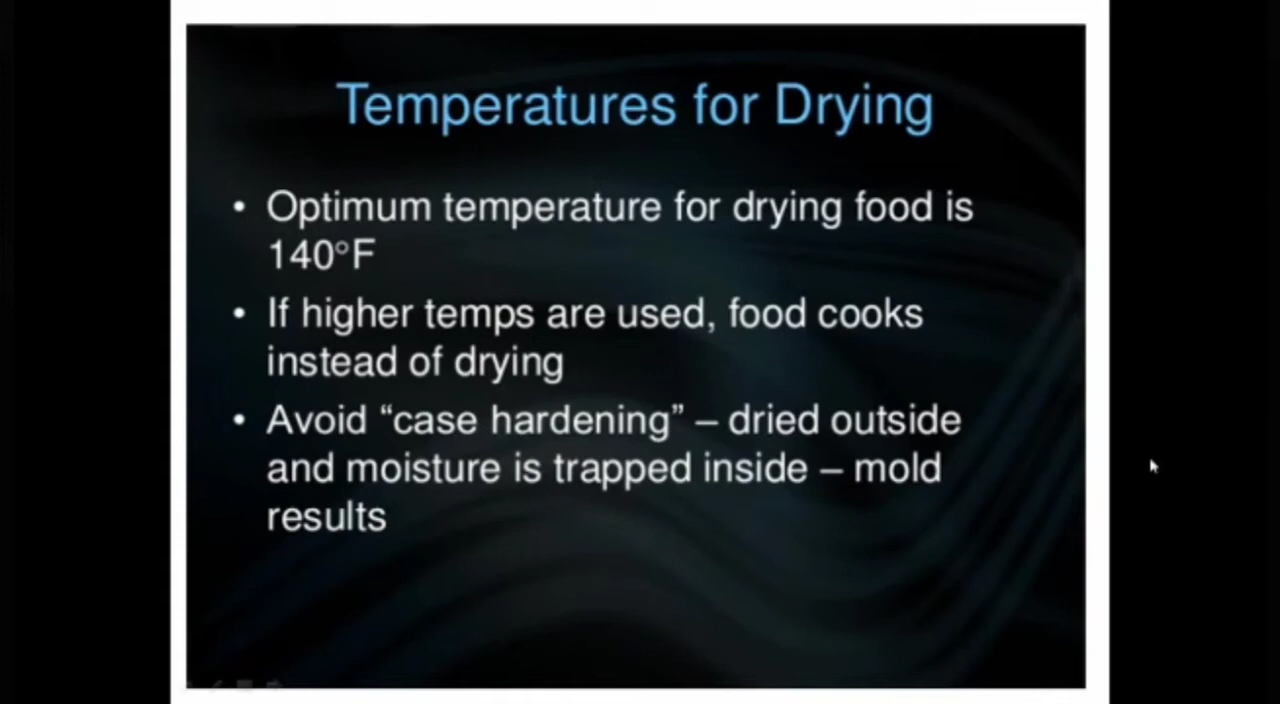 Temperatures for Drying
• Optimum temperature for drying food is
140°F
• If higher temps are used, food cooks
instead of drying
• Avoid “case hardening” – dried outside
and moisture is trapped inside – mold
results